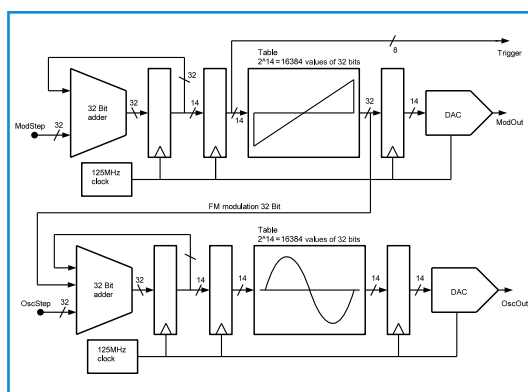 Table
2^14 = 16384 values of 32 bits
8
Trigger
32
32 Bit
adder
32
14
14
32
14
DAC
ModOut
ModStep
32
125MHz
clock
FM modulation 32 Bit
Table
2^14 = 16384 values of 32 bits
32 Bit
adder
32
14
14
14
14
DAC
OscOut
OscStep
32
125MHz
clock